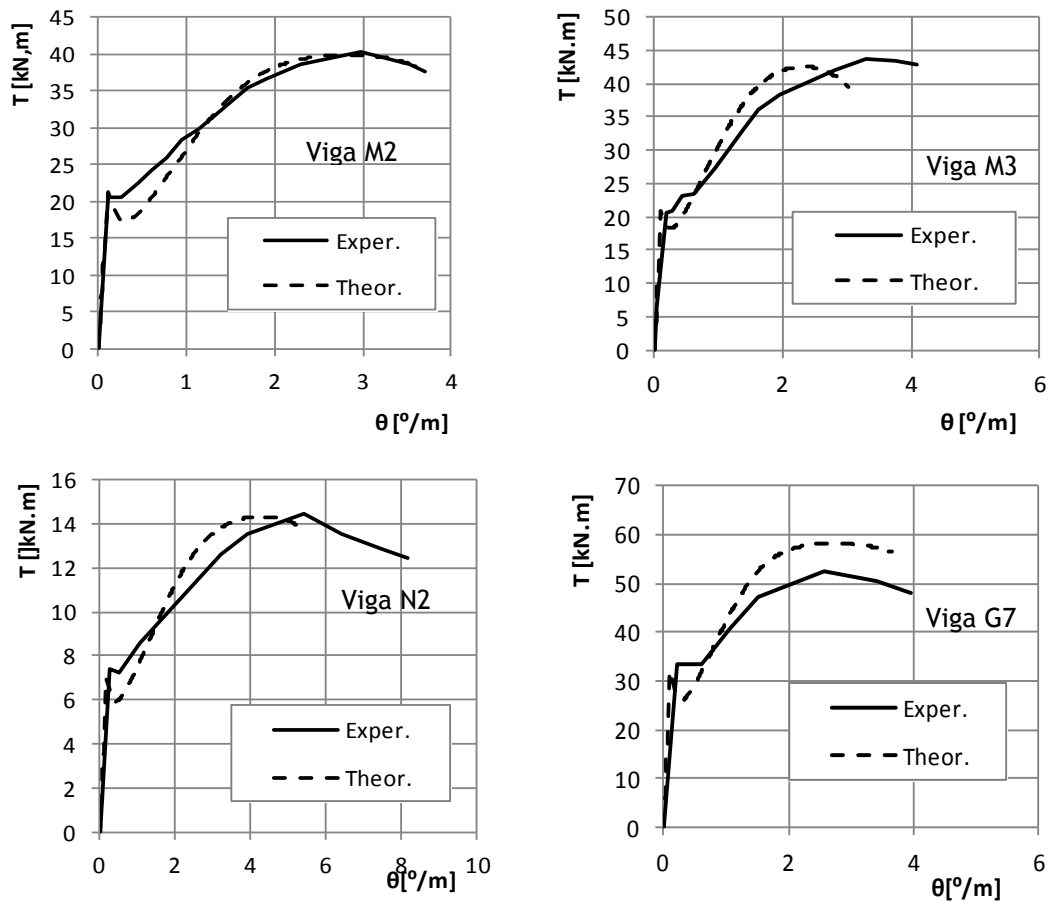 T [kN,m]
45
40
35
30
25
20
15
10
5
0
Viga M2
Exper.
Theor.
0 1 2 3 4
θ [º/m]
T [kN.m]
50
45
40
35
30
25
20
15
10
5
0
Viga M3
Exper.
Theor.
0 2 4 6
θ [º/m]
T []kN.m]
16
14
12
10
8
6
4
2
0
Viga N2
Exper.
Theor.
0 2 4 6 8 10
θ[º/m]
T [kN.m]
70
60
50
40
30
20
10
0
Viga G7
Exper.
Theor.
0 2 4 6
θ[º/m]